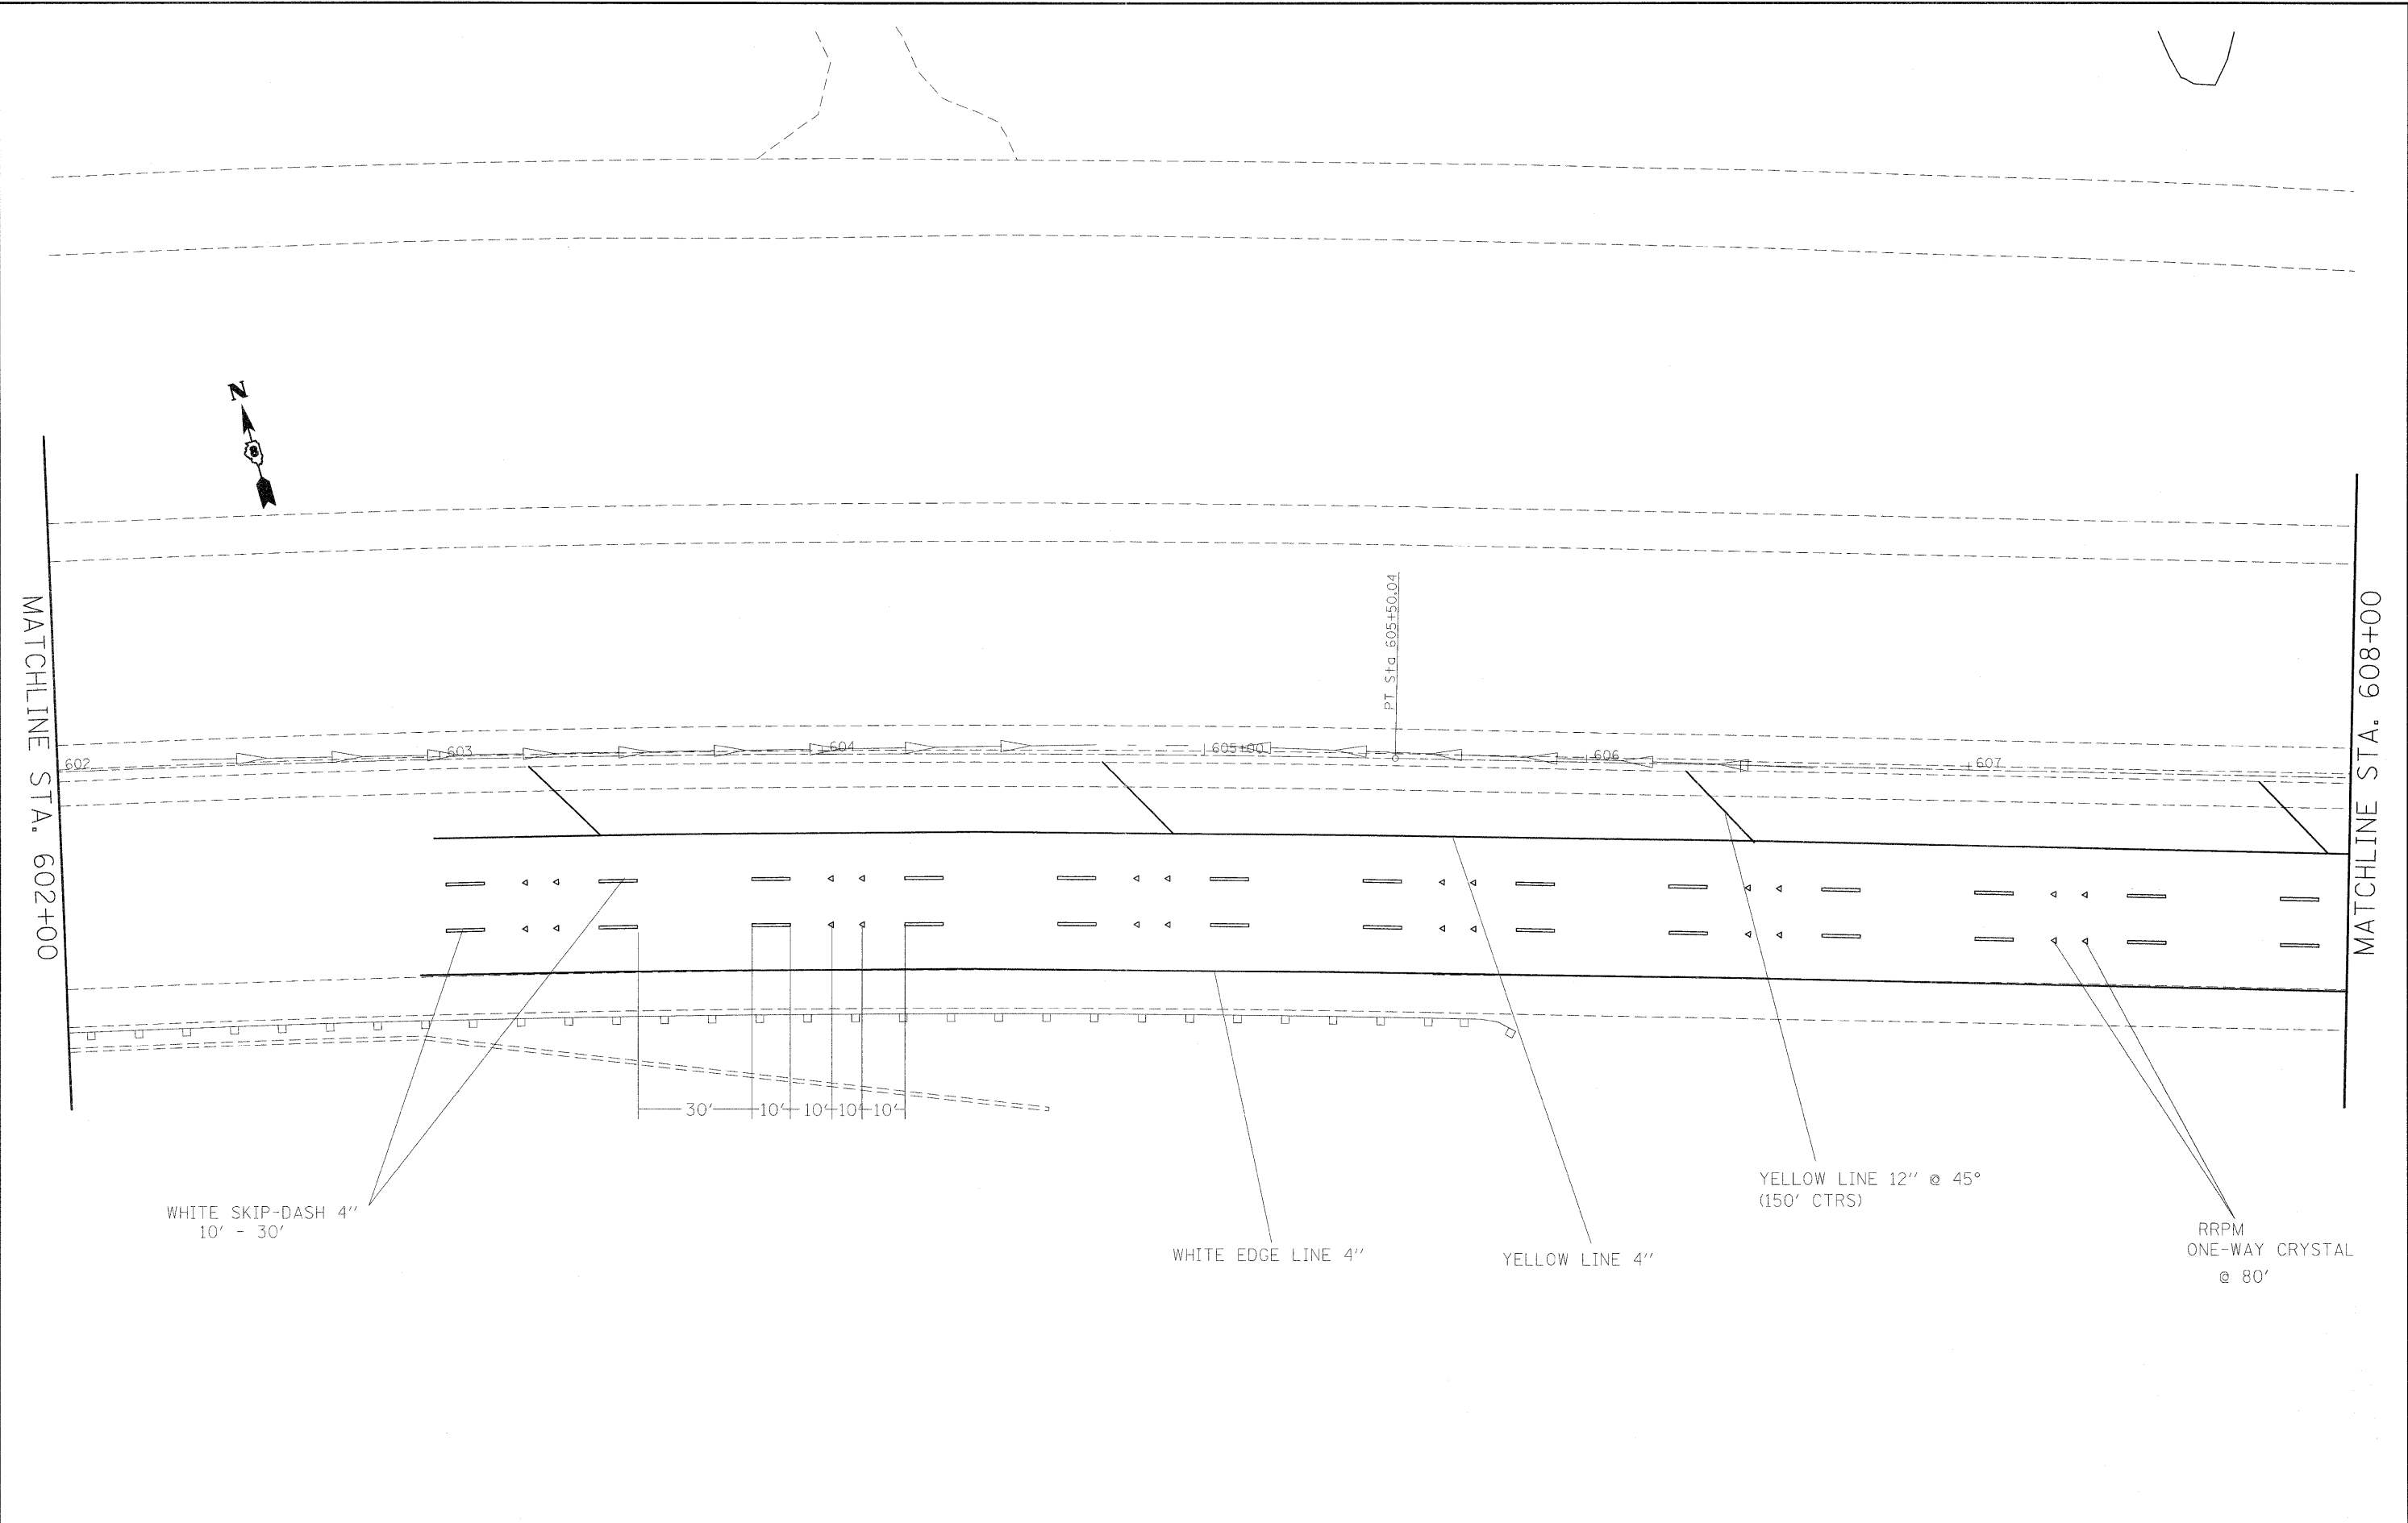 N
8
MATCHLINE STA. 602+00
MATCHLINE STA. 608+00
PT Sta 605+50.04
602
603
604
605+00
606
607
30' 10' 10' 10' 10'
WHITE SKIP-DASH 4"
10' - 30'
WHITE EDGE LINE 4"
YELLOW LINE 4"
YELLOW LINE 12" @ 45°
(150' CTRS)
RRPM
ONE-WAY CRYSTAL
@ 80'